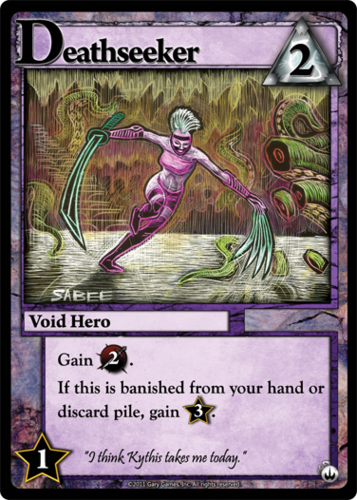 Deathseeker
2
SABEE
Void Hero
Gain 2.
If this is banished from your hand or
discard pile, gain 3.
1
"I think Kythis takes me today."
©2011 Gary Games, Inc. All rights reserved.